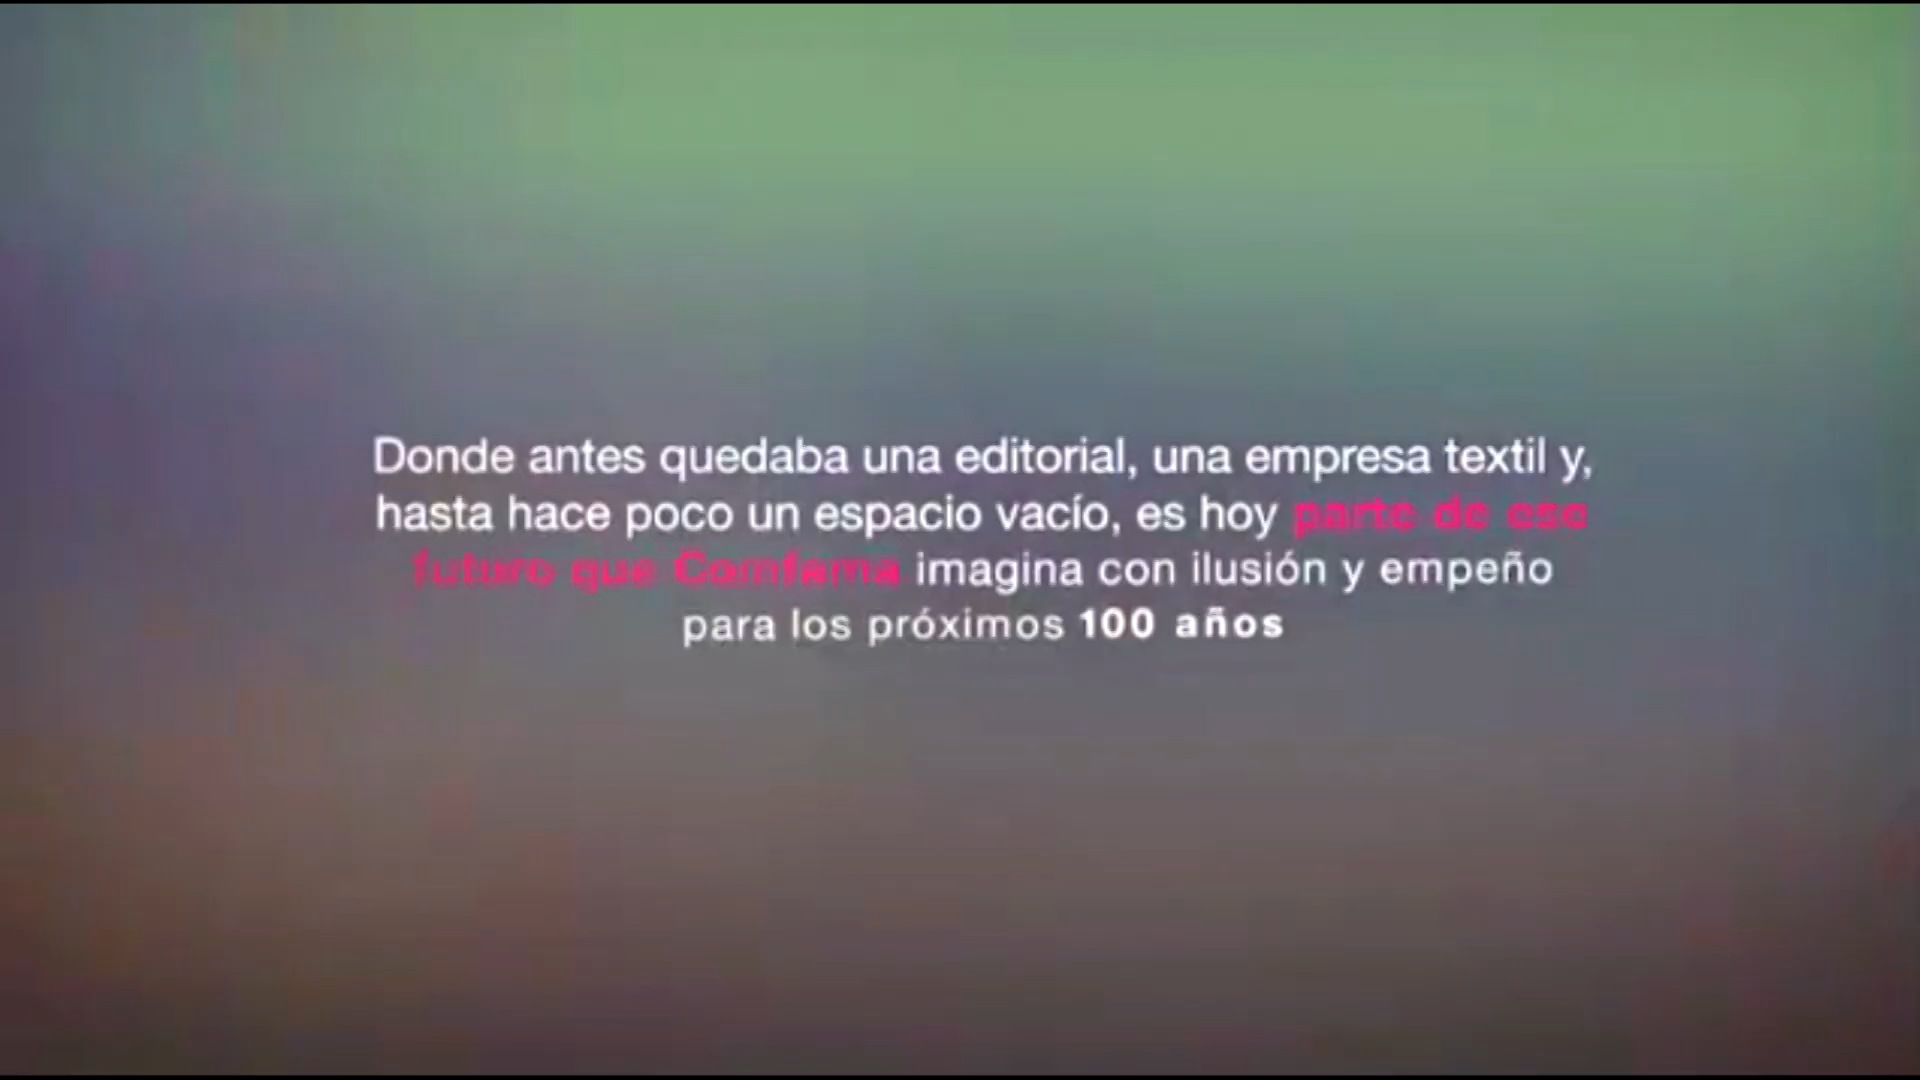 Donde antes quedaba una editorial, una empresa textil y,
hasta hace poco un espacio vacío, es hoy parte de ese
futuro que Comfama imagina con ilusión y empeño
para los próximos 100 años